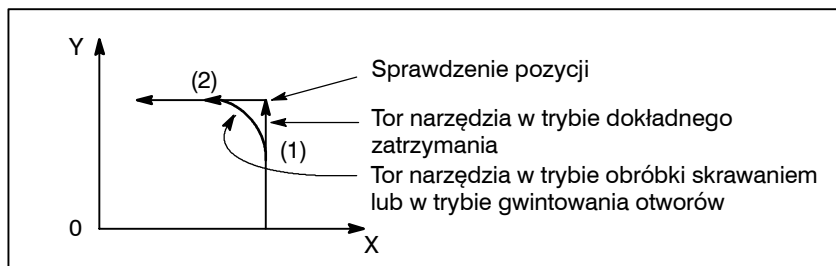 Y
(2)
Sprawdzenie pozycji
Tor narzędzia w trybie dokładnego
zatrzymania
(1)
Tor narzędzia w trybie obróbki skrawaniem
lub w trybie gwintowania otworów
0
X